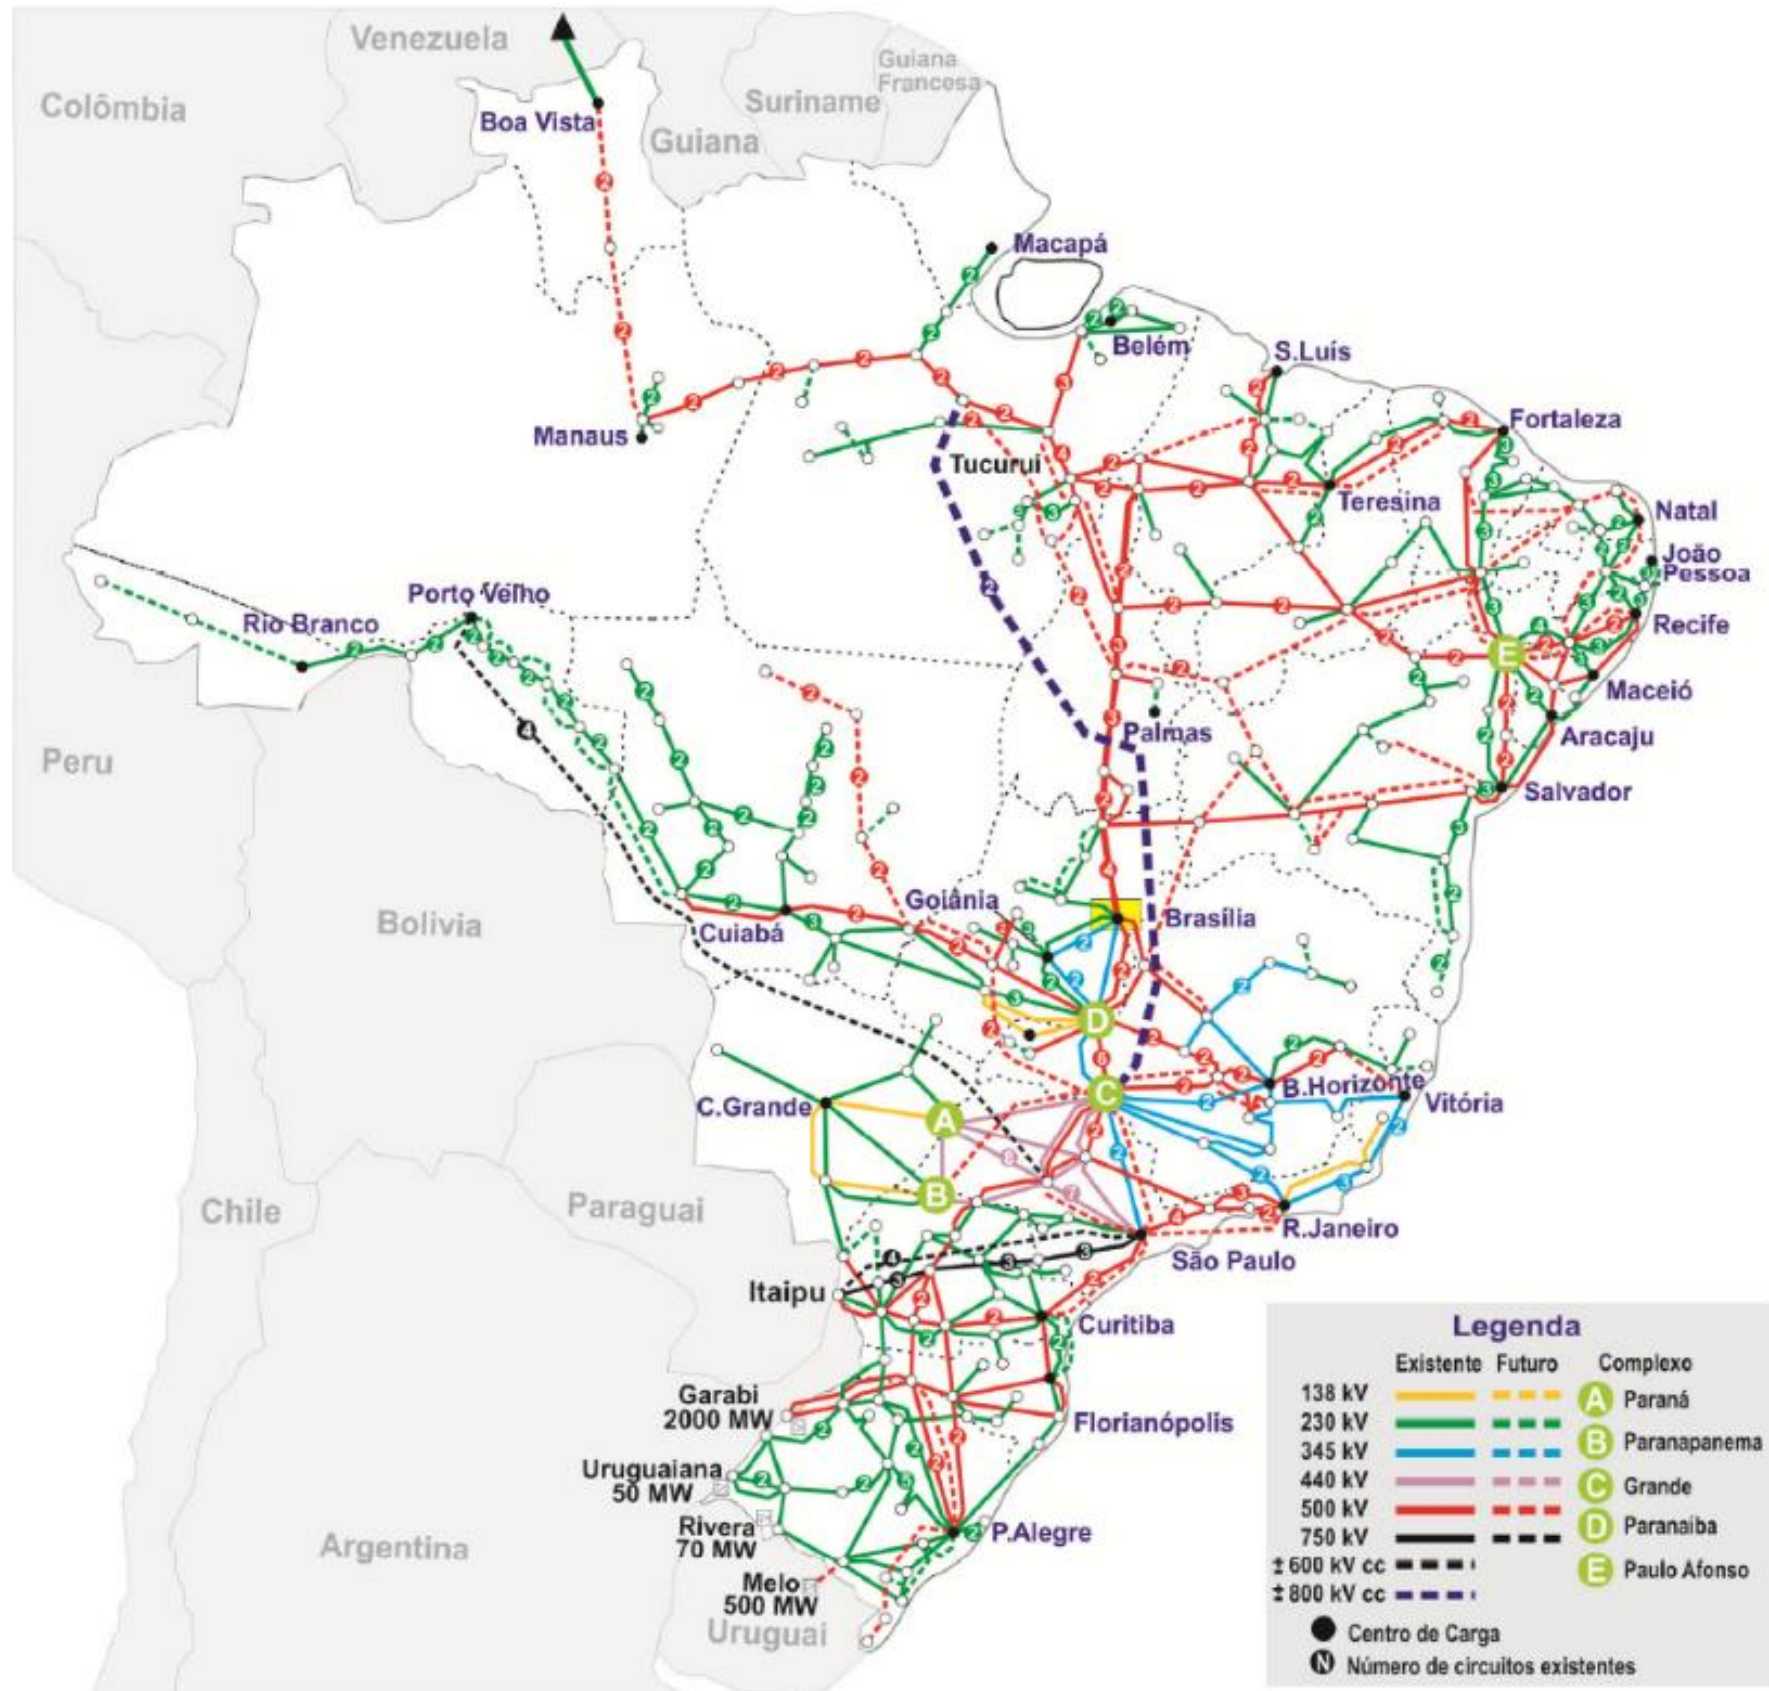 Venezuela
Guiana
Francesa
Colômbia
Suriname
Boa Vista
Guiana
Macapá
Belém
S.Luís
Manaus
Fortaleza
Tucurui
Teresina
Natal
João
Pessoa
Porto Velho
Rio Branco
Recife
E
Maceió
Palmas
Aracaju
Peru
Salvador
Goiânia
Brasília
Cuiabá
Bolivia
D
C
B.Horizonte
C.Grande
A
Vitória
B
Chile
Paraguai
R.Janeiro
São Paulo
Itaipu
Curitiba
Garabi
2000 MW
Florianópolis
Uruguaiana
50 MW
Rivera
70 MW
P.Alegre
Argentina
Melo
500 MW
Uruguai
Legenda
Existente Futuro Complexo
138 kV A Paraná
230 kV
345 kV B Paranapanema
440 kV C Grande
500 kV D Paranaíba
750 kV
±600 kV cc E Paulo Afonso
±800 kV cc
Centro de Carga
N Número de circuitos existentes